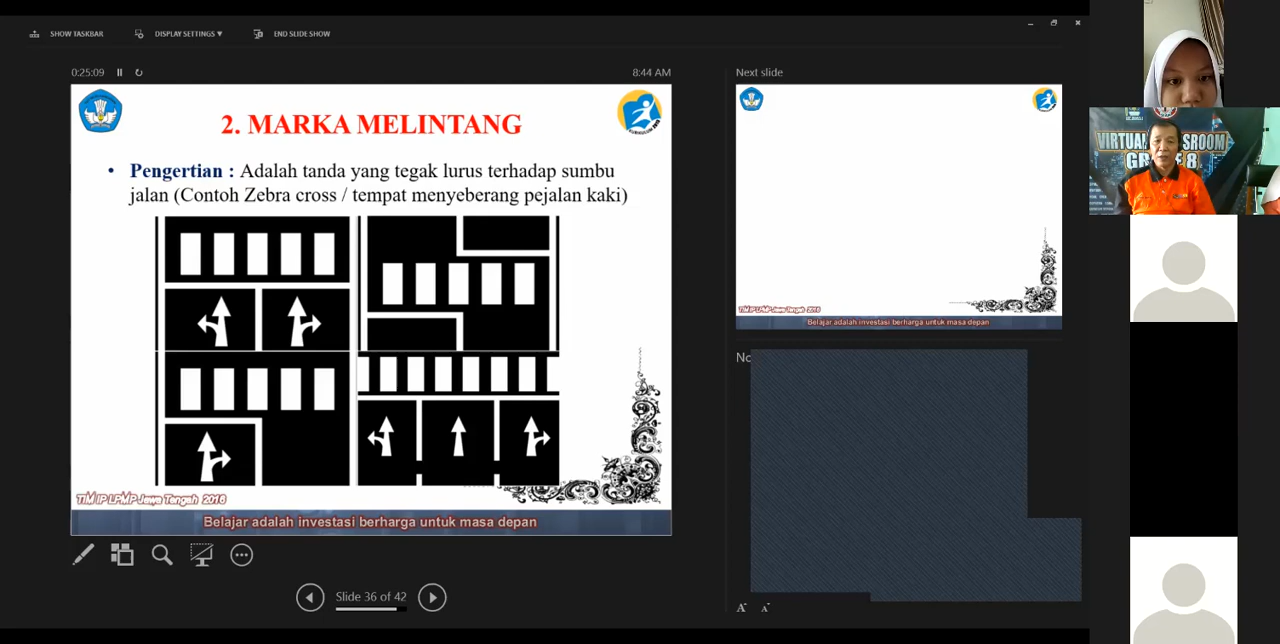 SHOW TASKBAR
DISPLAY SETTINGS ▼
END SLIDE SHOW
0:25:09
8:44 AM
2. MARKA MELINTANG
• Pengertian : Adalah tanda yang tegak lurus terhadap sumbu
jalan (Contoh Zebra cross / tempat menyeberang pejalan kaki)
TIM IP LPMP Jawa Tengah 2016
Belajar adalah investasi berharga untuk masa depan
Slide 36 of 42
Next slide
TIM IP LPMP Jawa Tengah 2016
Belajar adalah investasi berharga untuk masa depan
No
A
A